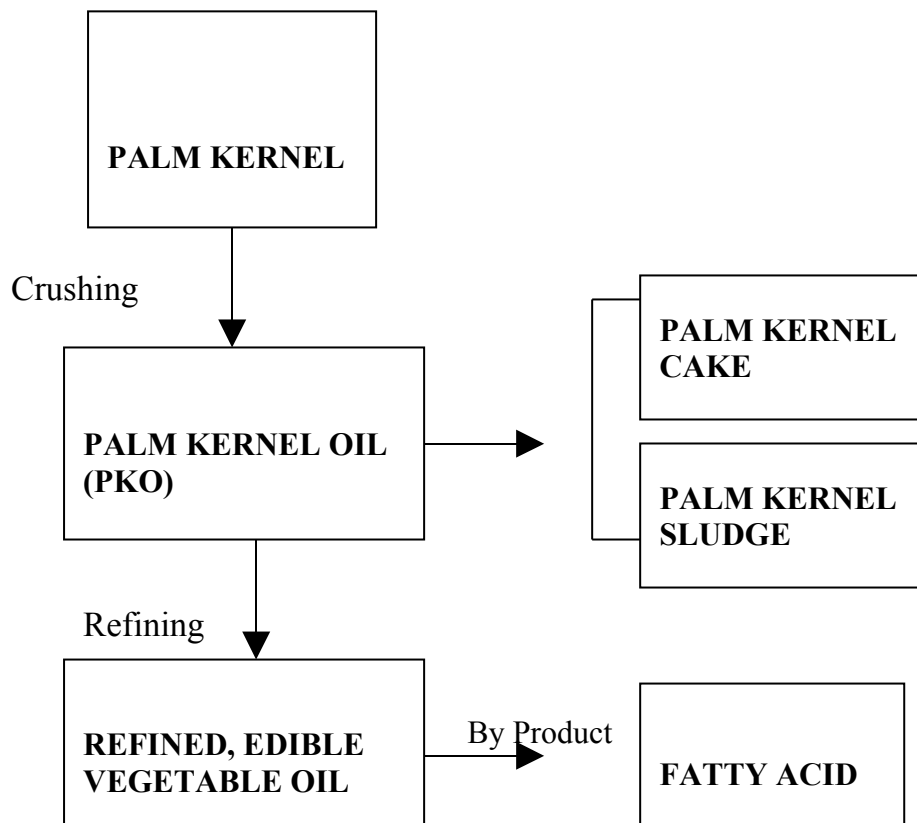 PALM KERNEL
Crushing
PALM KERNEL
CAKE
PALM KERNEL OIL
(PKO)
PALM KERNEL
SLUDGE
Refining
REFINED, EDIBLE
VEGETABLE OIL
By Product
FATTY ACID